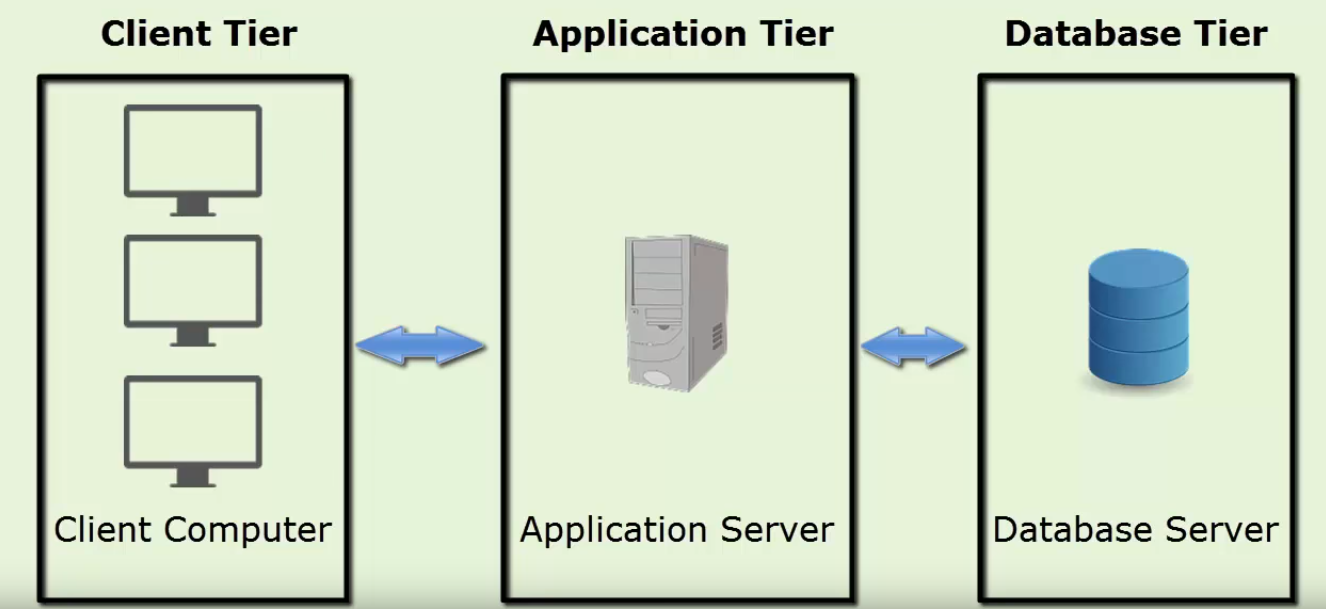 Client Tier
Application Tier
Database Tier
Client Computer
Application Server
Database Server